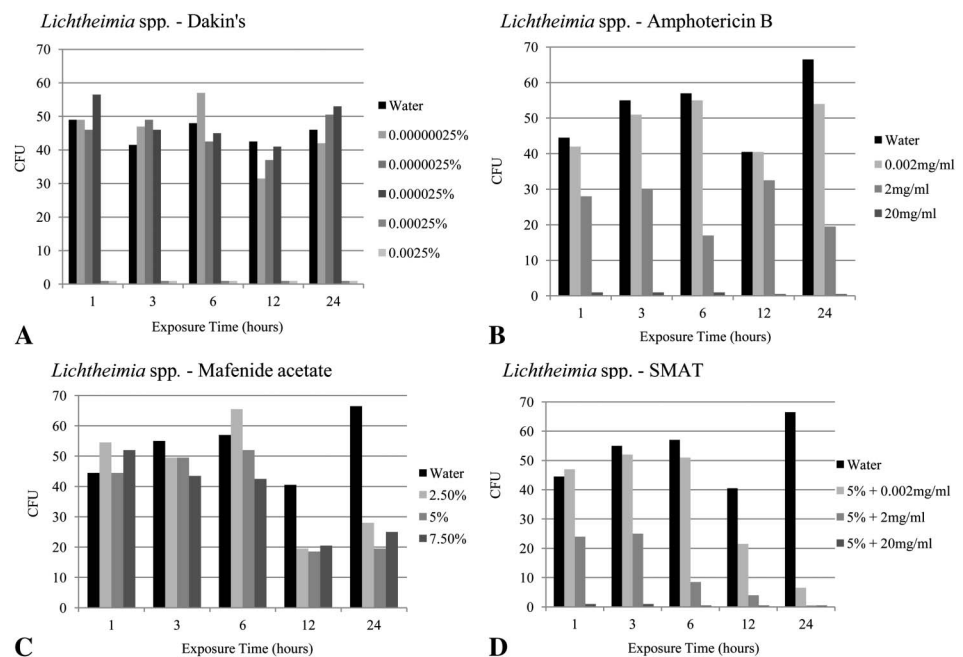 Lichtheimia spp. - Dakin's
70
60
50
40
30
20
10
0
CFU
1 3 6 12 24
Exposure Time (hours)
Water
0.00000025%
0.0000025%
0.000025%
0.00025%
0.0025%
A
Lichtheimia spp. - Amphotericin B
70
60
50
40
30
20
10
0
CFU
1 3 6 12 24
Exposure Time (hours)
Water
0.002mg/ml
2mg/ml
20mg/ml
B
Lichtheimia spp. - Mafenide acetate
70
60
50
40
30
20
10
0
CFU
1 3 6 12 24
Exposure Time (hours)
Water
2.50%
5%
7.50%
C
Lichtheimia spp. - SMAT
70
60
50
40
30
20
10
0
CFU
1 3 6 12 24
Exposure Time (hours)
Water
5% + 0.002mg/ml
5% + 2mg/ml
5% + 20mg/ml
D